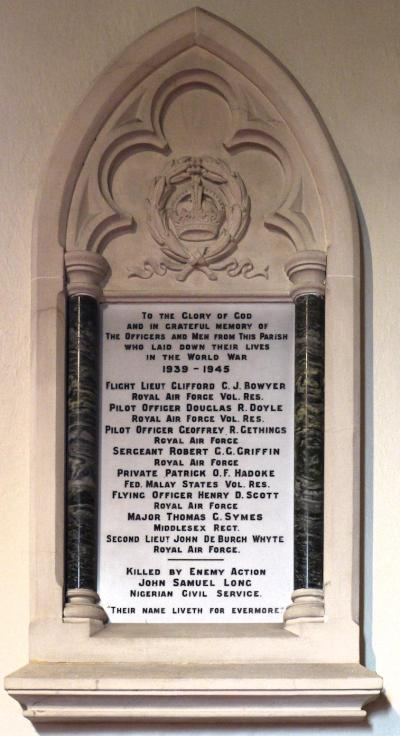 To the Glory of God
and in grateful memory of
The Officers and Men from This Parish
who laid down their lives
in the World War
1939 - 1945
Flight Lieut Clifford C. J. Bowyer
Royal Air Force Vol. Res.
Pilot Officer Douglas R. Doyle
Royal Air Force Vol. Res.
Pilot Officer Geoffrey R. Gethings
Royal Air Force
Sergeant Robert G. G. Griffin
Royal Air Force
Private Patrick O. F. Hadoke
Fed. Malay States Vol. Res.
Flying Officer Henry D. Scott
Royal Air Force
Major Thomas G. Symes
Middlesex Regt.
Second Lieut John De Burgh Whyte
Royal Air Force.
Killed by Enemy Action
John Samuel Long
Nigerian Civil Service.
"Their name liveth for evermore"